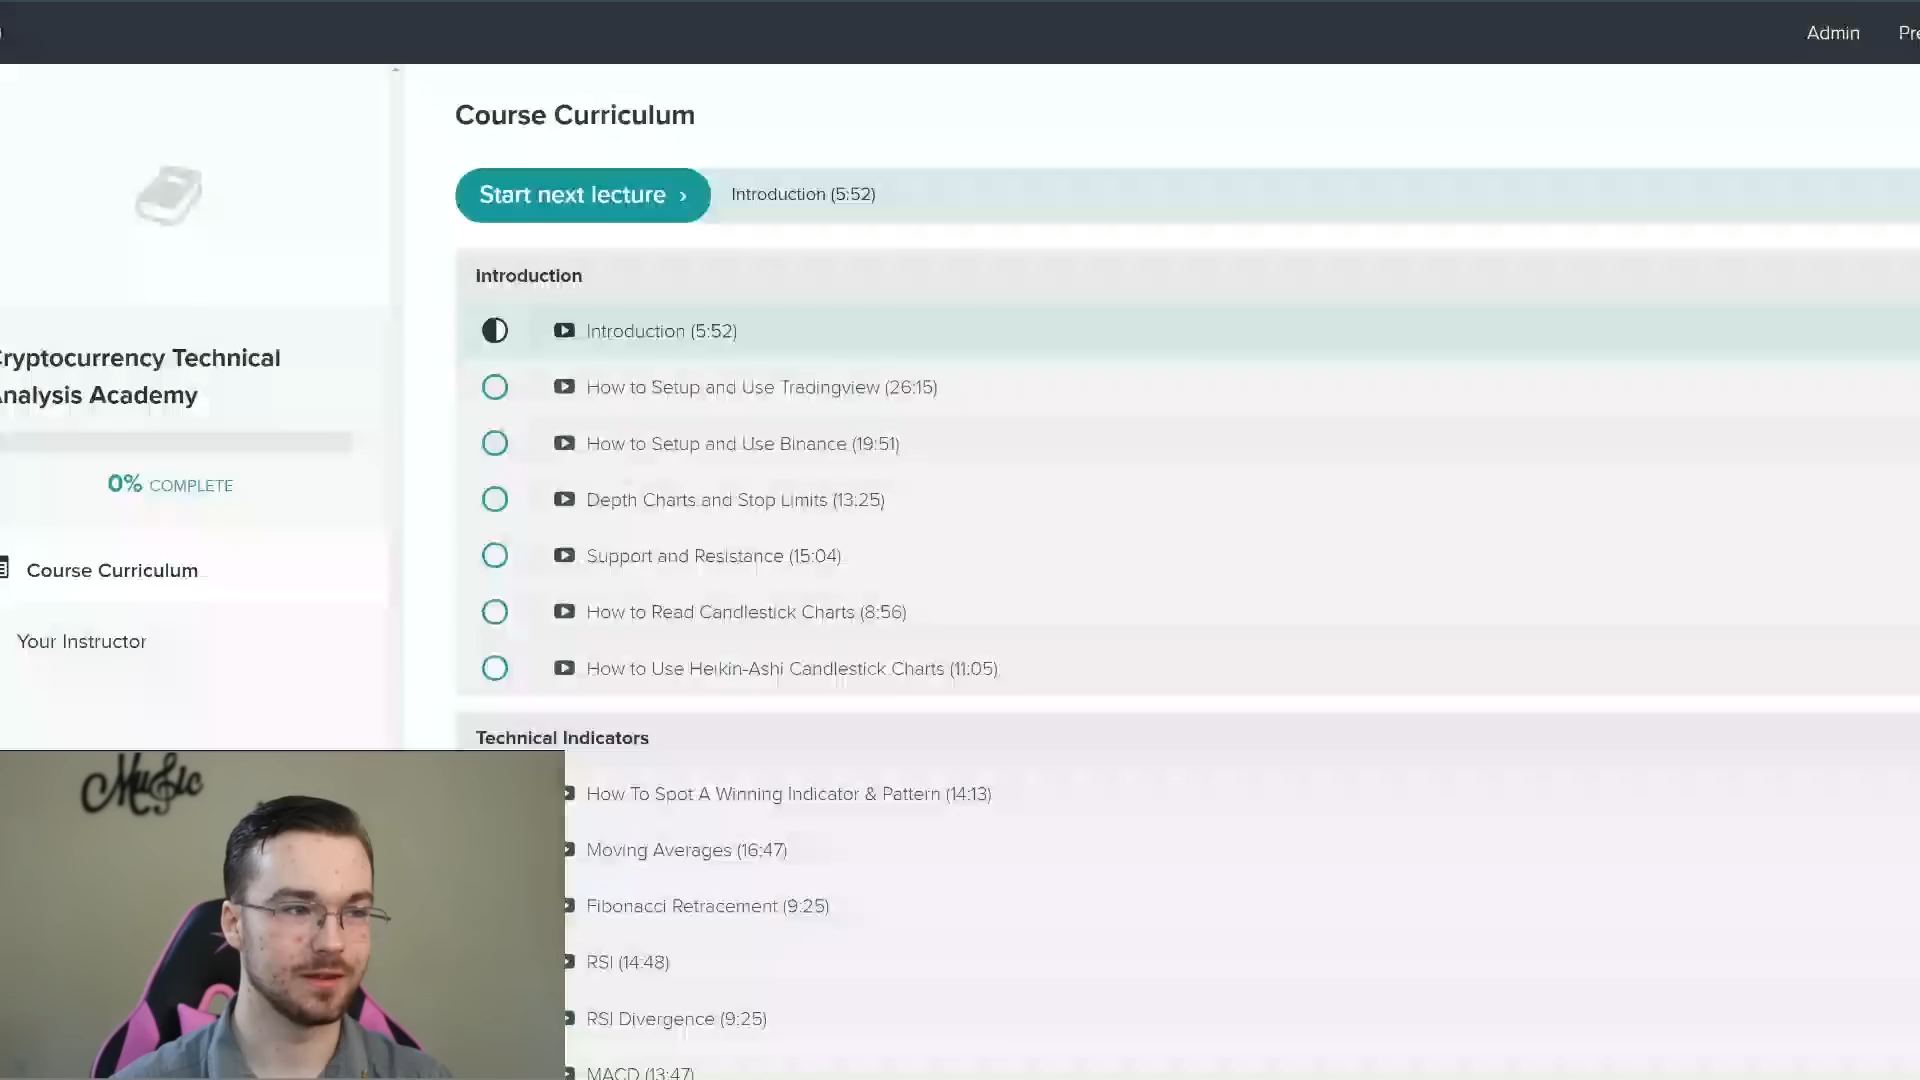 Admin
Course Curriculum
Start next lecture ›
Introduction (5:52)
Introduction
Introduction (5:52)
How to Setup and Use Tradingview (26:15)
How to Setup and Use Binance (19:51)
Depth Charts and Stop Limits (13:25)
Support and Resistance (15:04)
How to Read Candlestick Charts (8:56)
How to Use Heikin-Ashi Candlestick Charts (11:05)
Technical Indicators
How To Spot A Winning Indicator & Pattern (14:13)
Moving Averages (16:47)
Fibonacci Retracement (9:25)
RSI (14:48)
RSI Divergence (9:25)
MACD (13:47)
ryptocurrency Technical
nalysis Academy
0% COMPLETE
Course Curriculum
Your Instructor
Music